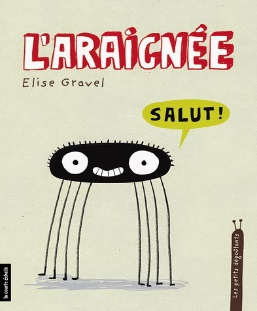 L'ARAIGNÉE
Elise Gravel
SALUT!
Les petits dégoûtants
la courte échelle